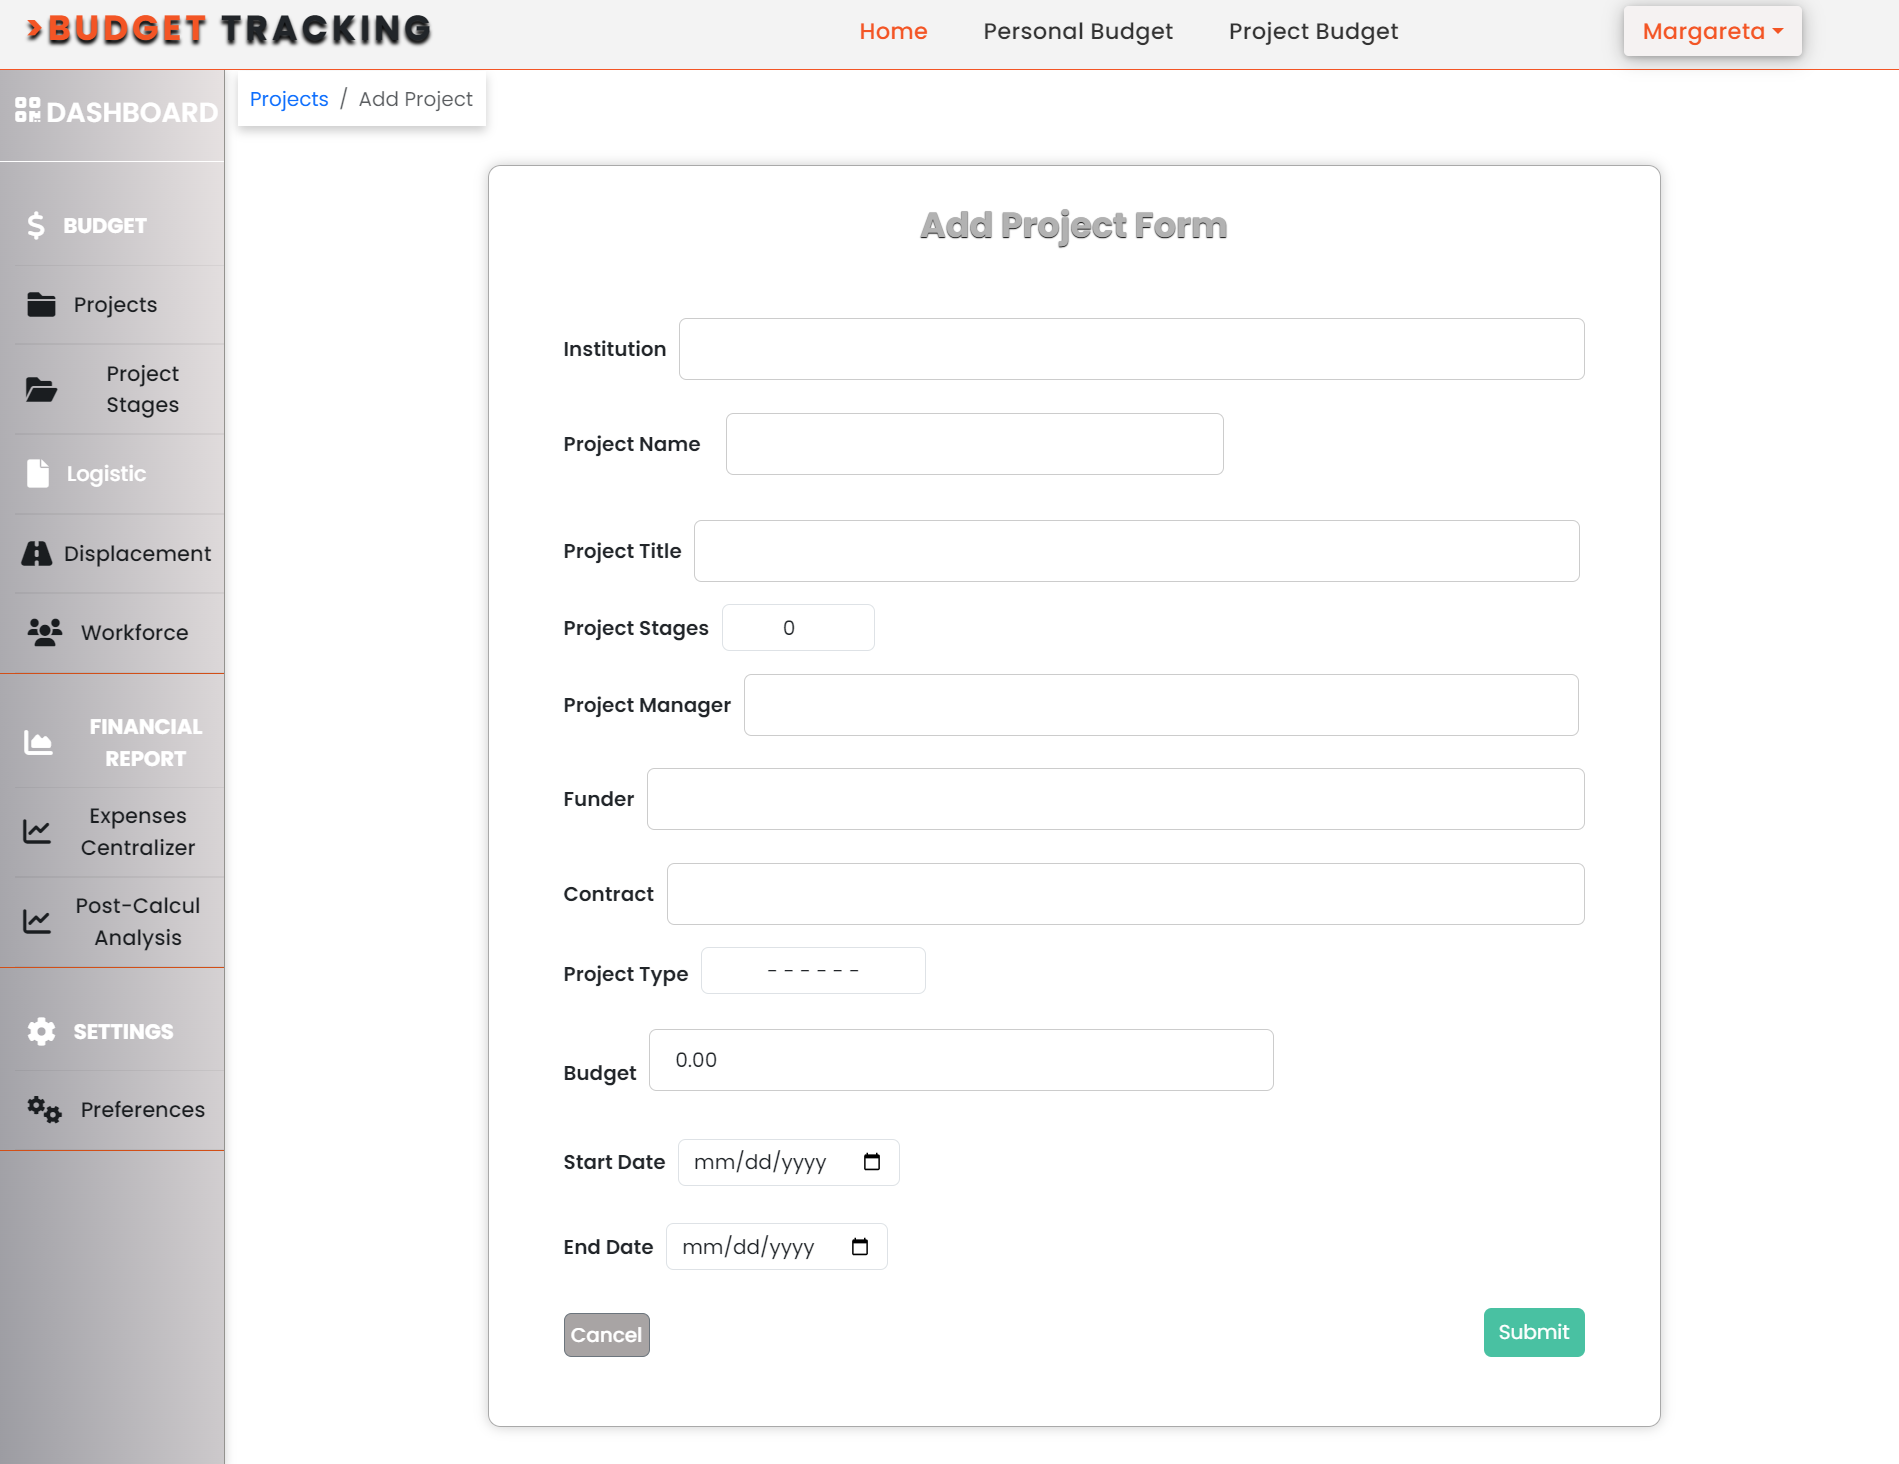 BUDGET TRACKING
Home
Personal Budget
Project Budget
Margareta
DASHBOARD
BUDGET
Projects
Project
Stages
Logistic
Displacement
Workforce
FINANCIAL
REPORT
Expenses
Centralizer
Post-Calcul
Analysis
SETTINGS
Preferences
Projects / Add Project
Add Project Form
Institution
Project Name
Project Title
Project Stages 0
Project Manager
Funder
Contract
Project Type ------
Budget 0.00
Start Date mm/dd/yyyy
End Date mm/dd/yyyy
Cancel
Submit